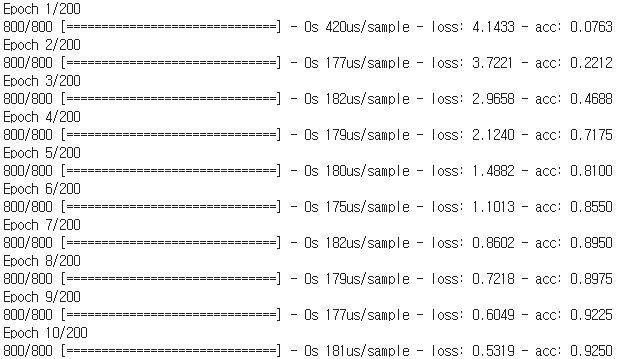 Epoch 1/200
800/800 [==============================] - 0s 420us/sample - loss: 4.1433 - acc: 0.0763
Epoch 2/200
800/800 [==============================] - 0s 177us/sample - loss: 3.7221 - acc: 0.2212
Epoch 3/200
800/800 [==============================] - 0s 182us/sample - loss: 2.9658 - acc: 0.4688
Epoch 4/200
800/800 [==============================] - 0s 179us/sample - loss: 2.1240 - acc: 0.7175
Epoch 5/200
800/800 [==============================] - 0s 180us/sample - loss: 1.4882 - acc: 0.8100
Epoch 6/200
800/800 [==============================] - 0s 175us/sample - loss: 1.1013 - acc: 0.8550
Epoch 7/200
800/800 [==============================] - 0s 182us/sample - loss: 0.8602 - acc: 0.8950
Epoch 8/200
800/800 [==============================] - 0s 179us/sample - loss: 0.7218 - acc: 0.8975
Epoch 9/200
800/800 [==============================] - 0s 177us/sample - loss: 0.6049 - acc: 0.9225
Epoch 10/200
800/800 [==============================] - 0s 181us/sample - loss: 0.5319 - acc: 0.9250